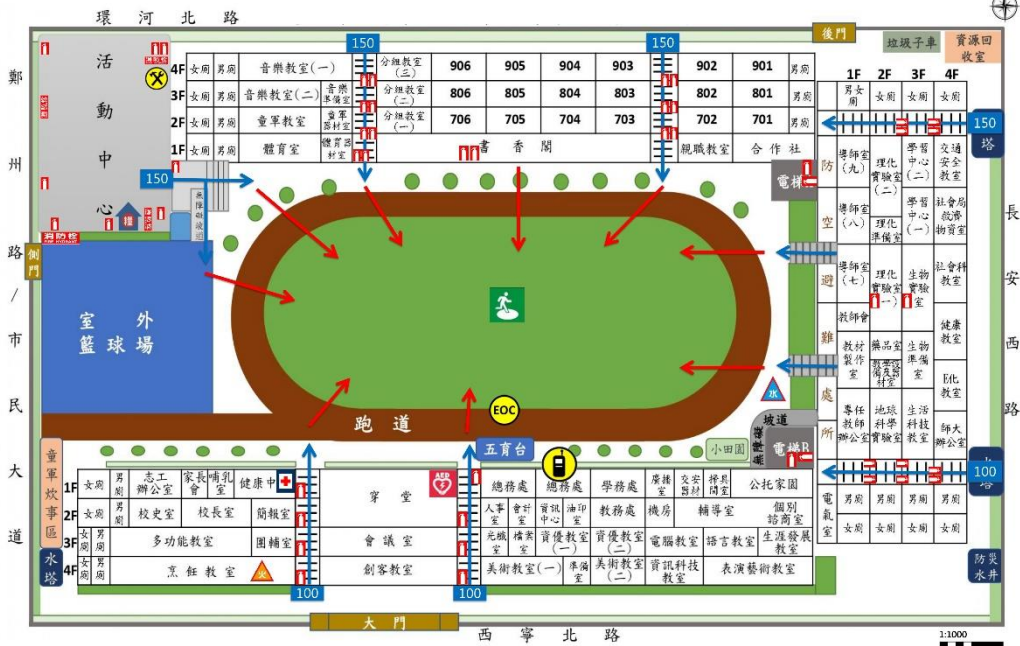 環河北路
後門
垃圾子車
資源回收室
鄭州路/市民大道
活動中心
150
150
4F 女廁 男廁 音樂教室(一) 分組教室(三) 906 905 904 903 902 901 男廁
3F 女廁 男廁 音樂教室(二) 音樂準備室 分組教室(二) 806 805 804 803 802 801 男廁
2F 女廁 男廁 童軍教室 童軍器材室 分組教室(一) 706 705 704 703 702 701 男廁
1F 女廁 男廁 體育室 體育器材室 書香閣 親職教室 合作社
150
無障礙坡道
消防栓
側門
室外籃球場
1F 2F 3F 4F
男女廁 女廁 女廁 女廁
150
塔
防空避難處所
導師室(九) 理化實驗室(二) 學習中心(二) 交通安全教室
導師室(八) 理化準備室 學習中心(一) 社會局救濟物資室
導師室(七) 理化實驗室(一) 生物實驗室 社會科教室
教師會
教材製作室 藥品室 生物準備室 健康教室
E化教室
專任教師辦公室 地球科學實驗室 生活科技教室 師大辦公室
100
電氣室 男廁 男廁 男廁
女廁 女廁 女廁
長安西路
水
EOC
跑道
五育台
小田園
無障礙坡道
電梯B
童軍炊事區
水塔
防災水井
AED
1F 女廁 男廁 志工辦公室 家長會 哺乳室 健康中 穿堂 總務處 總務處 學務處 廣播室 交安器材 掃具間室 公托家園
2F 女廁 男廁 校史室 校長室 簡報室 人事室 會計室 資訊中心 油印室 教務處 機房 輔導室 個別諮商室
3F 女廁 男廁 多功能教室 團輔室 會議室 光纖室 檔案室 資優教室(一) 資優教室(二) 電腦教室 語言教室 生涯發展教室
4F 女廁 男廁 烹飪教室 火 創客教室 美術教室(一) 準備室 美術教室(二) 資訊科技教室 表演藝術教室
100
100
大門
西寧北路
1:1000